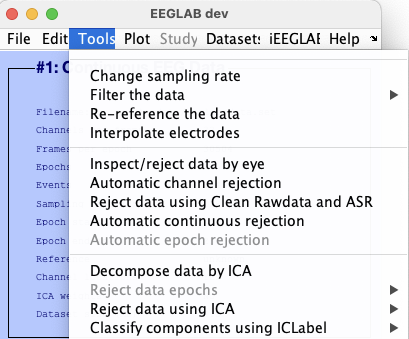 EEGLAB dev
File Edit Tools Plot Study Datasets iEEGLAB Help
#1: Co
Change sampling rate
Filenam
Filter the data
Re-reference the data
Channe
Interpolate electrodes
Frames
Epochs
Inspect/reject data by eye
Events
Automatic channel rejection
Sampli
Reject data using Clean Rawdata and ASR
Epoch
Automatic continuous rejection
Epoch
Automatic epoch rejection
Refere
Channe
Decompose data by ICA
ICA we
Reject data epochs
Datase
Reject data using ICA
Classify components using ICLabel